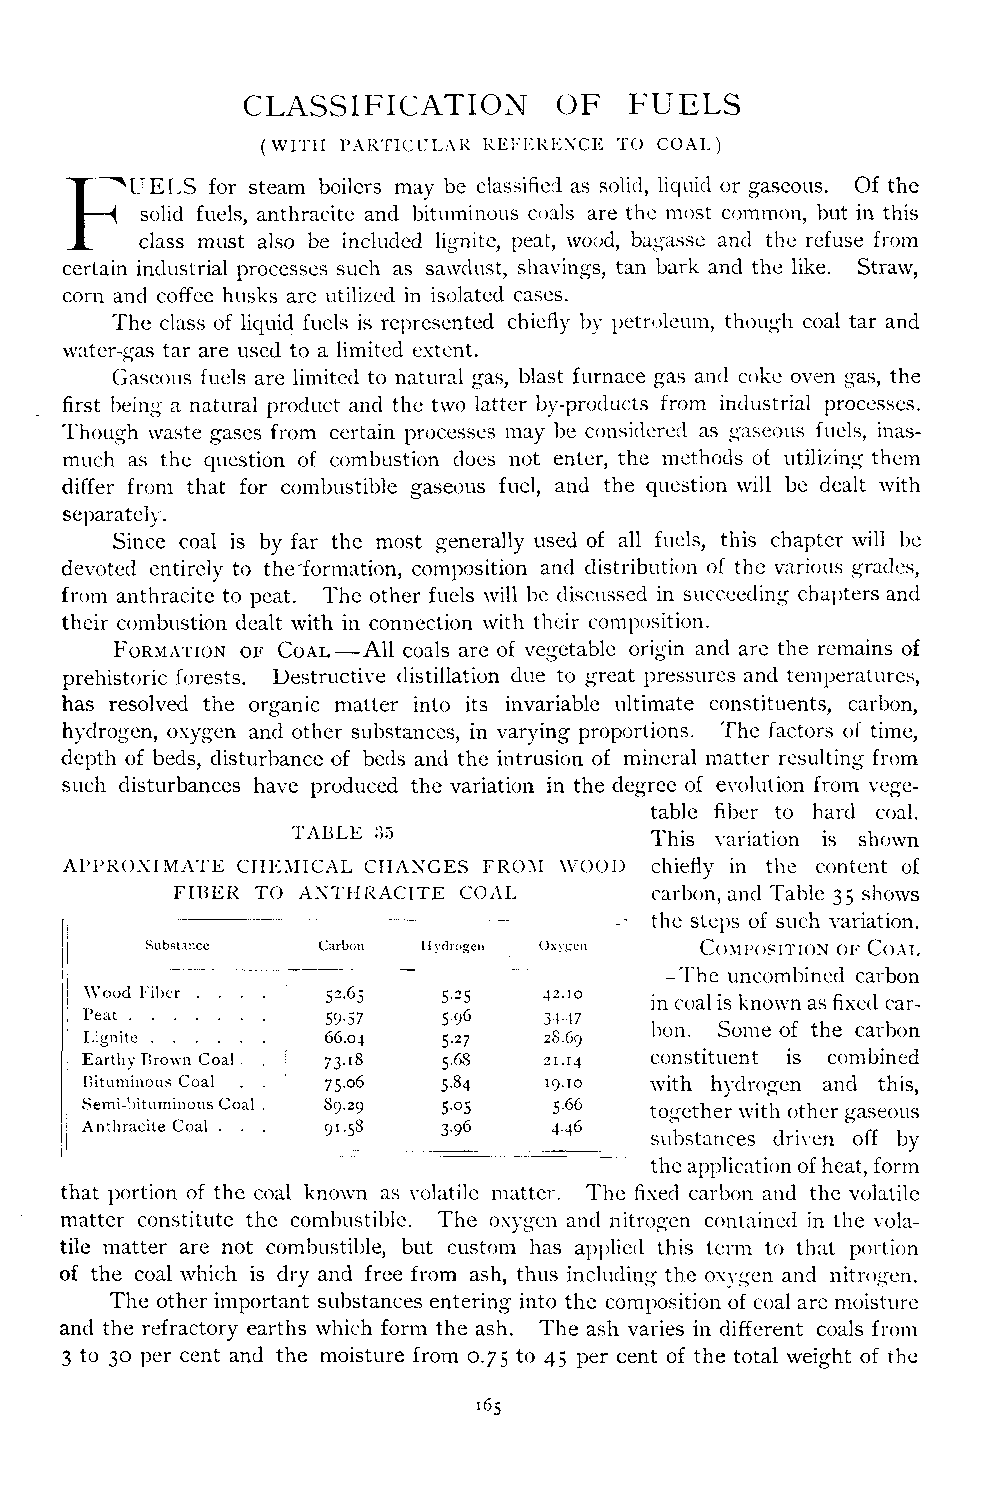 CLASSIFICATION OF FUELS
(WITH PARTICULAR REFERENCE TO COAL)
FUELS for steam boilers may be classified as solid, liquid or gaseous. Of the
solid fuels, anthracite and bituminous coals are the most common, but in this
class must also be included lignite, peat, wood, bagasse and the refuse from
certain industrial processes such as sawdust, shavings, tan bark and the like. Straw,
corn and coffee husks are utilized in isolated cases.
The class of liquid fuels is represented chiefly by petroleum, though coal tar and
water-gas tar are used to a limited extent.
Gaseous fuels are limited to natural gas, blast furnace gas and coke oven gas, the
first being a natural product and the two latter by-products from industrial processes.
Though waste gases from certain processes may be considered as gaseous fuels, inas-
much as the question of combustion does not enter, the methods of utilizing them
differ from that for combustible gaseous fuel, and the question will be dealt with
separately.
Since coal is by far the most generally used of all fuels, this chapter will be
devoted entirely to the formation, composition and distribution of the various grades,
from anthracite to peat. The other fuels will be discussed in succeeding chapters and
their combustion dealt with in connection with their composition.
FORMATION OF COAL—All coals are of vegetable origin and are the remains of
prehistoric forests. Destructive distillation due to great pressures and temperatures,
has resolved the organic matter into its invariable ultimate constituents, carbon,
hydrogen, oxygen and other substances, in varying proportions. The factors of time,
depth of beds, disturbance of beds and the intrusion of mineral matter resulting from
such disturbances have produced the variation in the degree of evolution from vege-
table fiber to hard coal.
This variation is shown
chiefly in the content of
carbon, and Table 35 shows
the steps of such variation.
TABLE 35
APPROXIMATE CHEMICAL CHANGES FROM WOOD
FIBER TO ANTHRACITE COAL
Substance Carbon Hydrogen Oxygen
Wood Fiber . . . . 52.65 5.25 42.10
Peat . . . . . . . 59.57 5.96 34.47
Lignite . . . . . . 66.04 5.27 28.69
Earthy Brown Coal . . 73.18 5.68 21.14
Bituminous Coal . . 75.06 5.84 19.10
Semi-bituminous Coal . 89.29 5.05 5.66
Anthracite Coal . . . 91.58 3.96 4.46
COMPOSITION OF COAL
—The uncombined carbon
in coal is known as fixed car-
bon. Some of the carbon
constituent is combined
with hydrogen and this,
together with other gaseous
substances driven off by
the application of heat, form
that portion of the coal known as volatile matter. The fixed carbon and the volatile
matter constitute the combustible. The oxygen and nitrogen contained in the vola-
tile matter are not combustible, but custom has applied this term to that portion
of the coal which is dry and free from ash, thus including the oxygen and nitrogen.
The other important substances entering into the composition of coal are moisture
and the refractory earths which form the ash. The ash varies in different coals from
3 to 30 per cent and the moisture from 0.75 to 45 per cent of the total weight of the
165